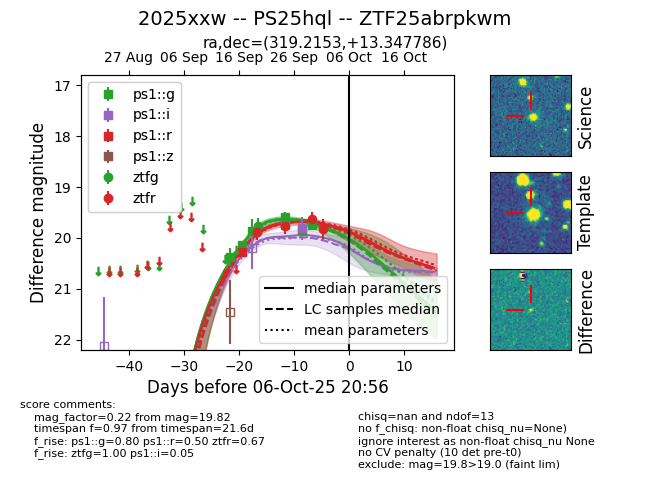 2025xxw -- PS25hql -- ZTF25abrpkwm
ra,dec=(319.2153,+13.347786)
27 Aug 06 Sep 16 Sep 26 Sep 06 Oct 16 Oct
17
18
19
20
21
22
Difference magnitude
ps1::g
ps1::i
ps1::r
ps1::z
ztfg
ztfr
median parameters
LC samples median
mean parameters
−40 −30 −20 −10 0 10
Days before 06-Oct-25 20:56
Science
Template
Difference
score comments:
mag_factor=0.22 from mag=19.82
timespan f=0.97 from timespan=21.6d
f_rise: ps1::g=0.80 ps1::r=0.50 ztfr=0.67
f_rise: ztfg=1.00 ps1::i=0.05
chisq=nan and ndof=13
no f_chisq: non-float chisq_nu=None)
ignore interest as non-float chisq_nu None
no CV penalty (10 det pre-t0)
exclude: mag=19.8>19.0 (faint lim)